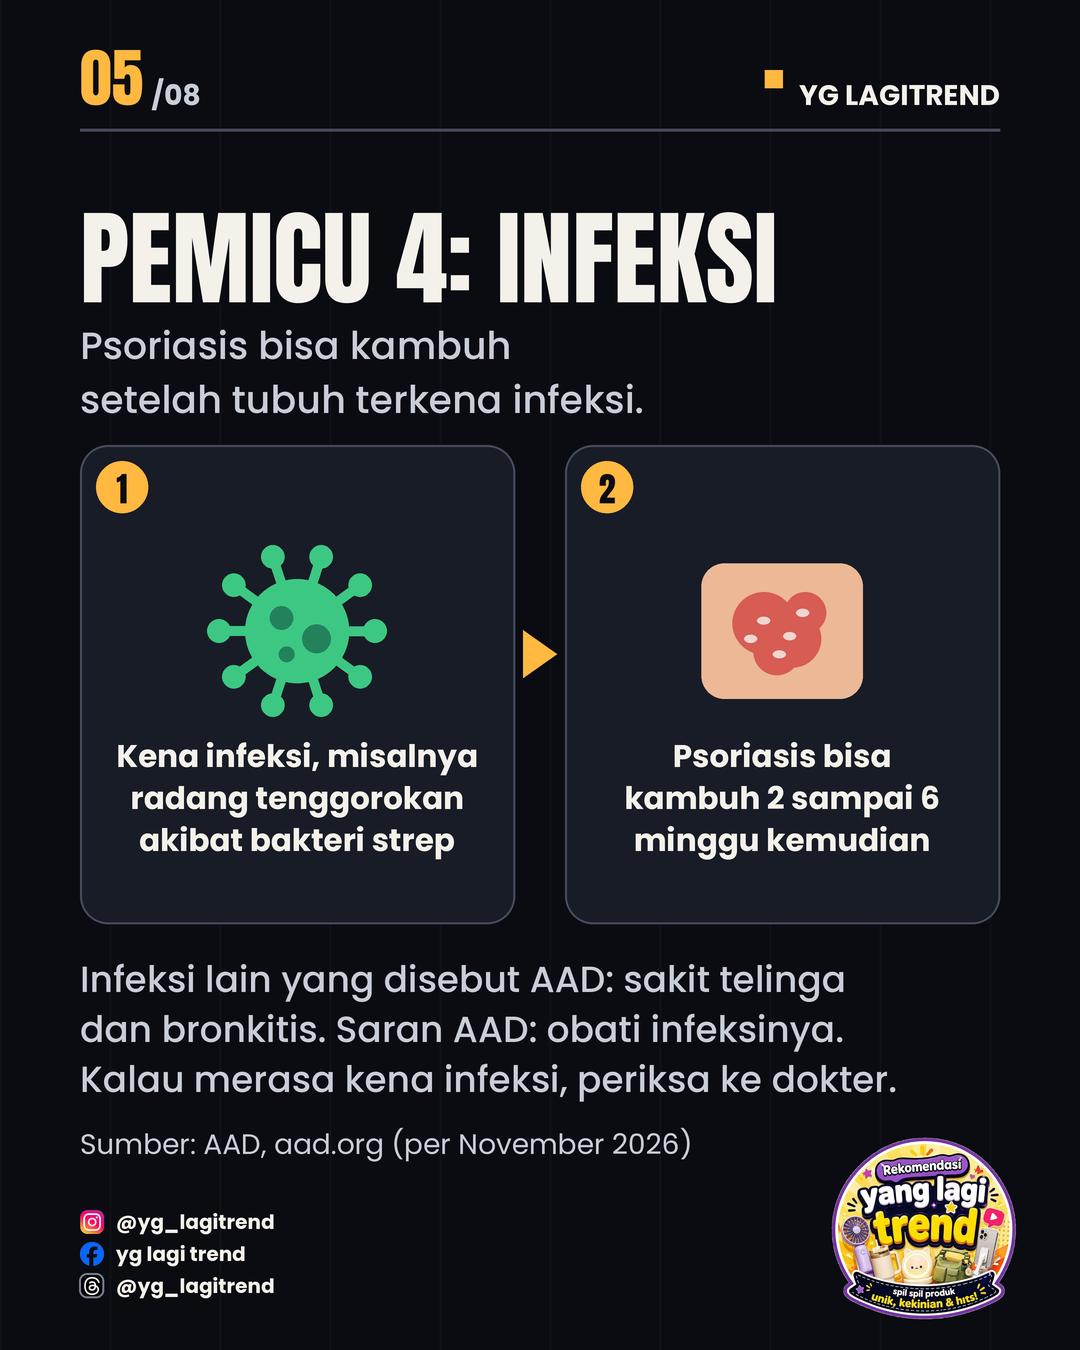 05 /08
YG LAGITREND
PEMICU 4: INFEKSI
Psoriasis bisa kambuh
setelah tubuh terkena infeksi.
1
Kena infeksi, misalnya
radang tenggorokan
akibat bakteri strep
2
Psoriasis bisa
kambuh 2 sampai 6
minggu kemudian
Infeksi lain yang disebut AAD: sakit telinga
dan bronkitis. Saran AAD: obati infeksinya.
Kalau merasa kena infeksi, periksa ke dokter.
Sumber: AAD, aad.org (per November 2026)
@yg_lagitrend
yg lagi trend
@yg_lagitrend
Rekomendasi
yang lagi
trend
spil spil produk
unik, kekinian & hits!